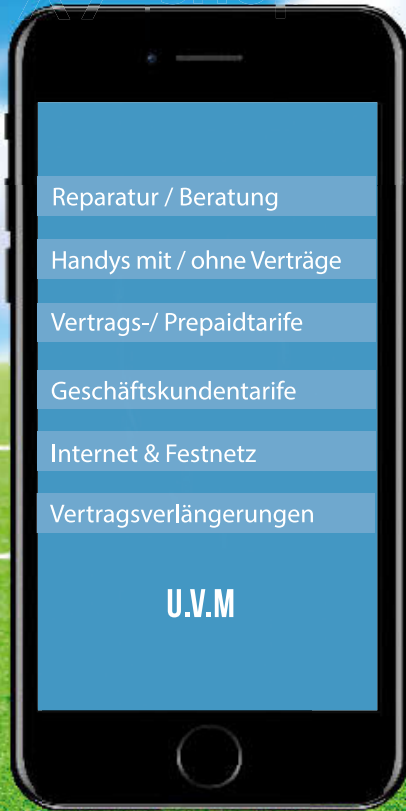 Reparatur / Beratung
Handys mit / ohne Verträge
Vertrags-/ Prepaidtarife
Geschäftskundentarife
Internet & Festnetz
Vertragsverlängerungen
U.V.M